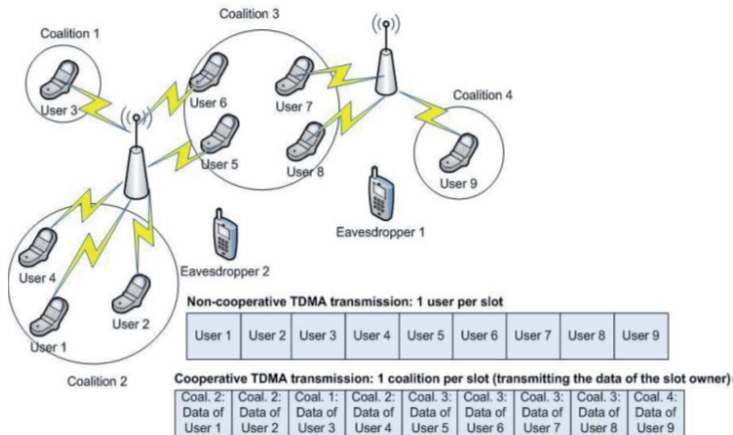 Coalition 3
Coalition 1
User 3
User 6
User 7
Coalition 4
User 5
User 8
User 9
Eavesdropper 1
User 4
Eavesdropper 2
User 2
User 1
Coalition 2
Non-cooperative TDMA transmission: 1 user per slot
User 1 User 2 User 3 User 4 User 5 User 6 User 7 User 8 User 9
Cooperative TDMA transmission: 1 coalition per slot (transmitting the data of the slot owner)
Coal. 2: Coal. 2: Coal. 1: Coal. 2: Coal. 3: Coal. 3: Coal. 3: Coal. 3: Coal. 4:
Data of Data of Data of Data of Data of Data of Data of Data of Data of
User 1 User 2 User 3 User 4 User 5 User 6 User 7 User 8 User 9